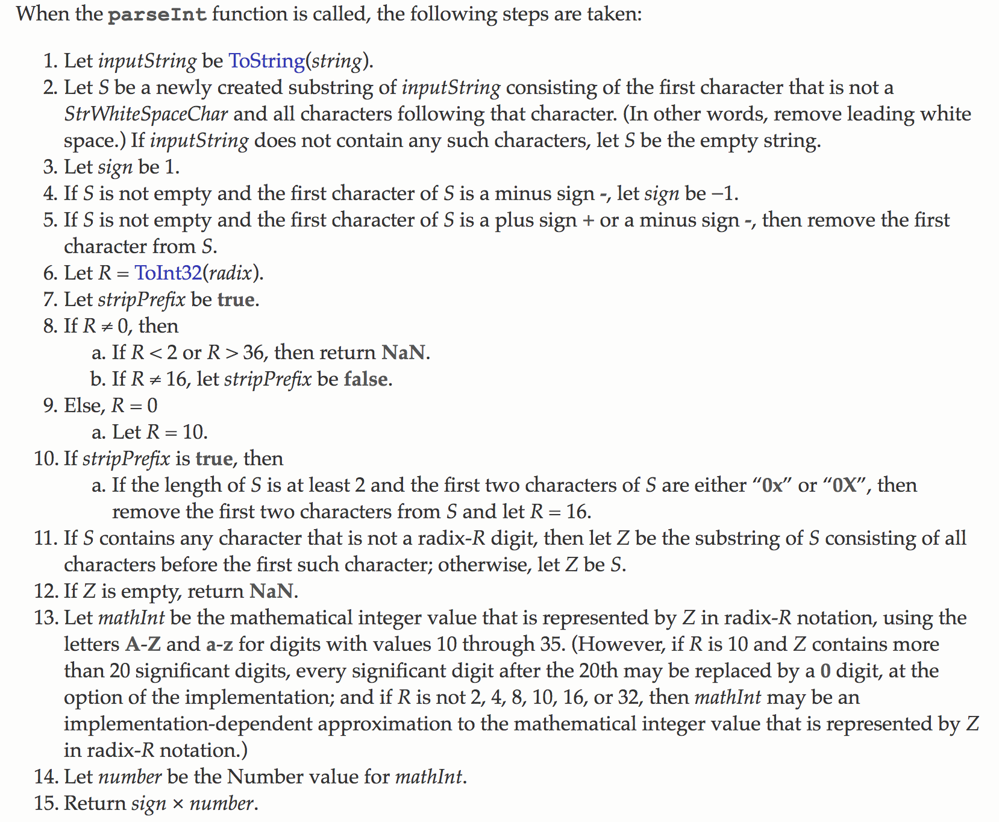 When the parseInt function is called, the following steps are taken:
1. Let inputString be ToString(string).
2. Let S be a newly created substring of inputString consisting of the first character that is not a
StrWhiteSpaceChar and all characters following that character. (In other words, remove leading white
space.) If inputString does not contain any such characters, let S be the empty string.
3. Let sign be 1.
4. If S is not empty and the first character of S is a minus sign -, let sign be −1.
5. If S is not empty and the first character of S is a plus sign + or a minus sign -, then remove the first
character from S.
6. Let R = ToInt32(radix).
7. Let stripPrefix be true.
8. If R ≠ 0, then
a. If R < 2 or R > 36, then return NaN.
b. If R ≠ 16, let stripPrefix be false.
9. Else, R = 0
a. Let R = 10.
10. If stripPrefix is true, then
a. If the length of S is at least 2 and the first two characters of S are either “0x” or “0X”, then
remove the first two characters from S and let R = 16.
11. If S contains any character that is not a radix-R digit, then let Z be the substring of S consisting of all
characters before the first such character; otherwise, let Z be S.
12. If Z is empty, return NaN.
13. Let mathInt be the mathematical integer value that is represented by Z in radix-R notation, using the
letters A-Z and a-z for digits with values 10 through 35. (However, if R is 10 and Z contains more
than 20 significant digits, every significant digit after the 20th may be replaced by a 0 digit, at the
option of the implementation; and if R is not 2, 4, 8, 10, 16, or 32, then mathInt may be an
implementation-dependent approximation to the mathematical integer value that is represented by Z
in radix-R notation.)
14. Let number be the Number value for mathInt.
15. Return sign × number.